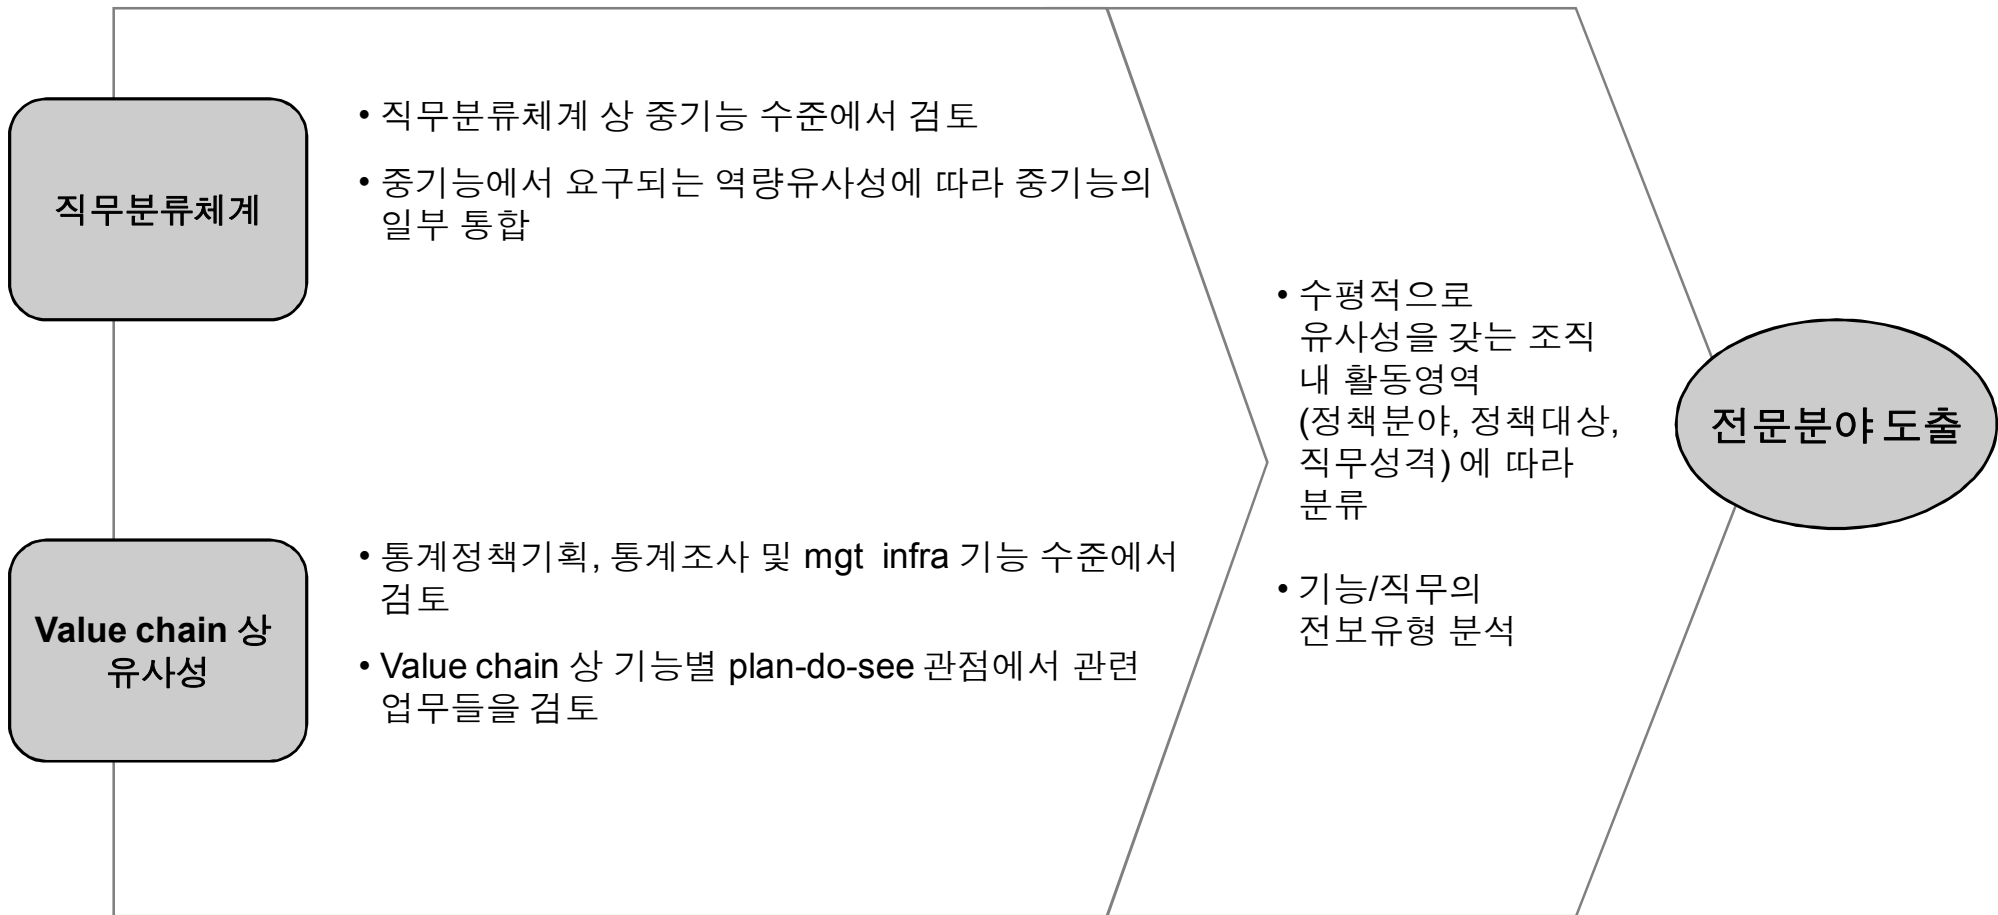 직무분류체계
• 직무분류체계 상 중기능 수준에서 검토
• 중기능에서 요구되는 역량유사성에 따라 중기능의
일부 통합
Value chain 상
유사성
• 통계정책기획, 통계조사 및 mgt  infra 기능 수준에서
검토
• Value chain 상 기능별 plan-do-see 관점에서 관련
업무들을 검토
• 수평적으로
유사성을 갖는 조직
내 활동영역
(정책분야, 정책대상,
직무성격) 에 따라
분류
• 기능/직무의
전보유형 분석
전문분야 도출